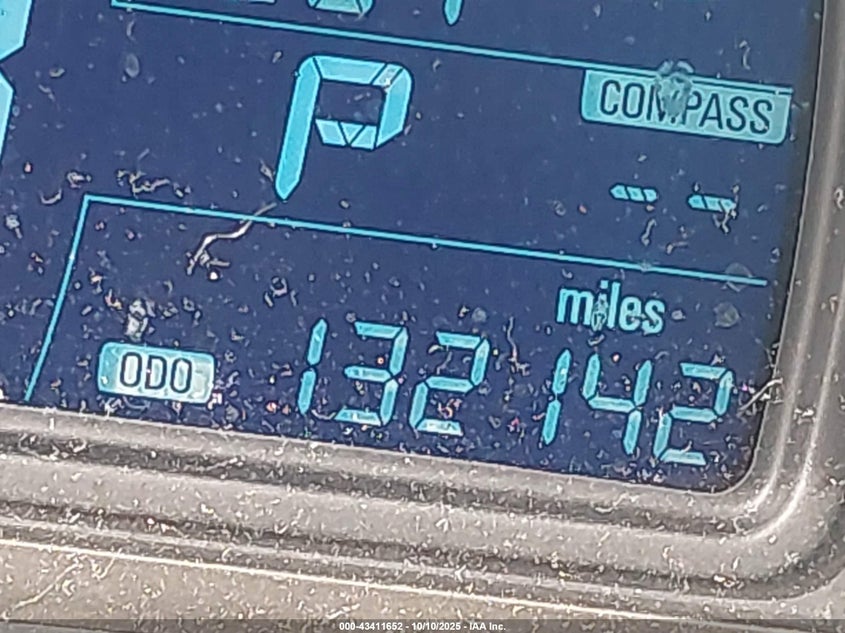 P
COMPASS
--
miles
ODO 132142
000-43411652 - 10/10/2025 - IAA Inc.